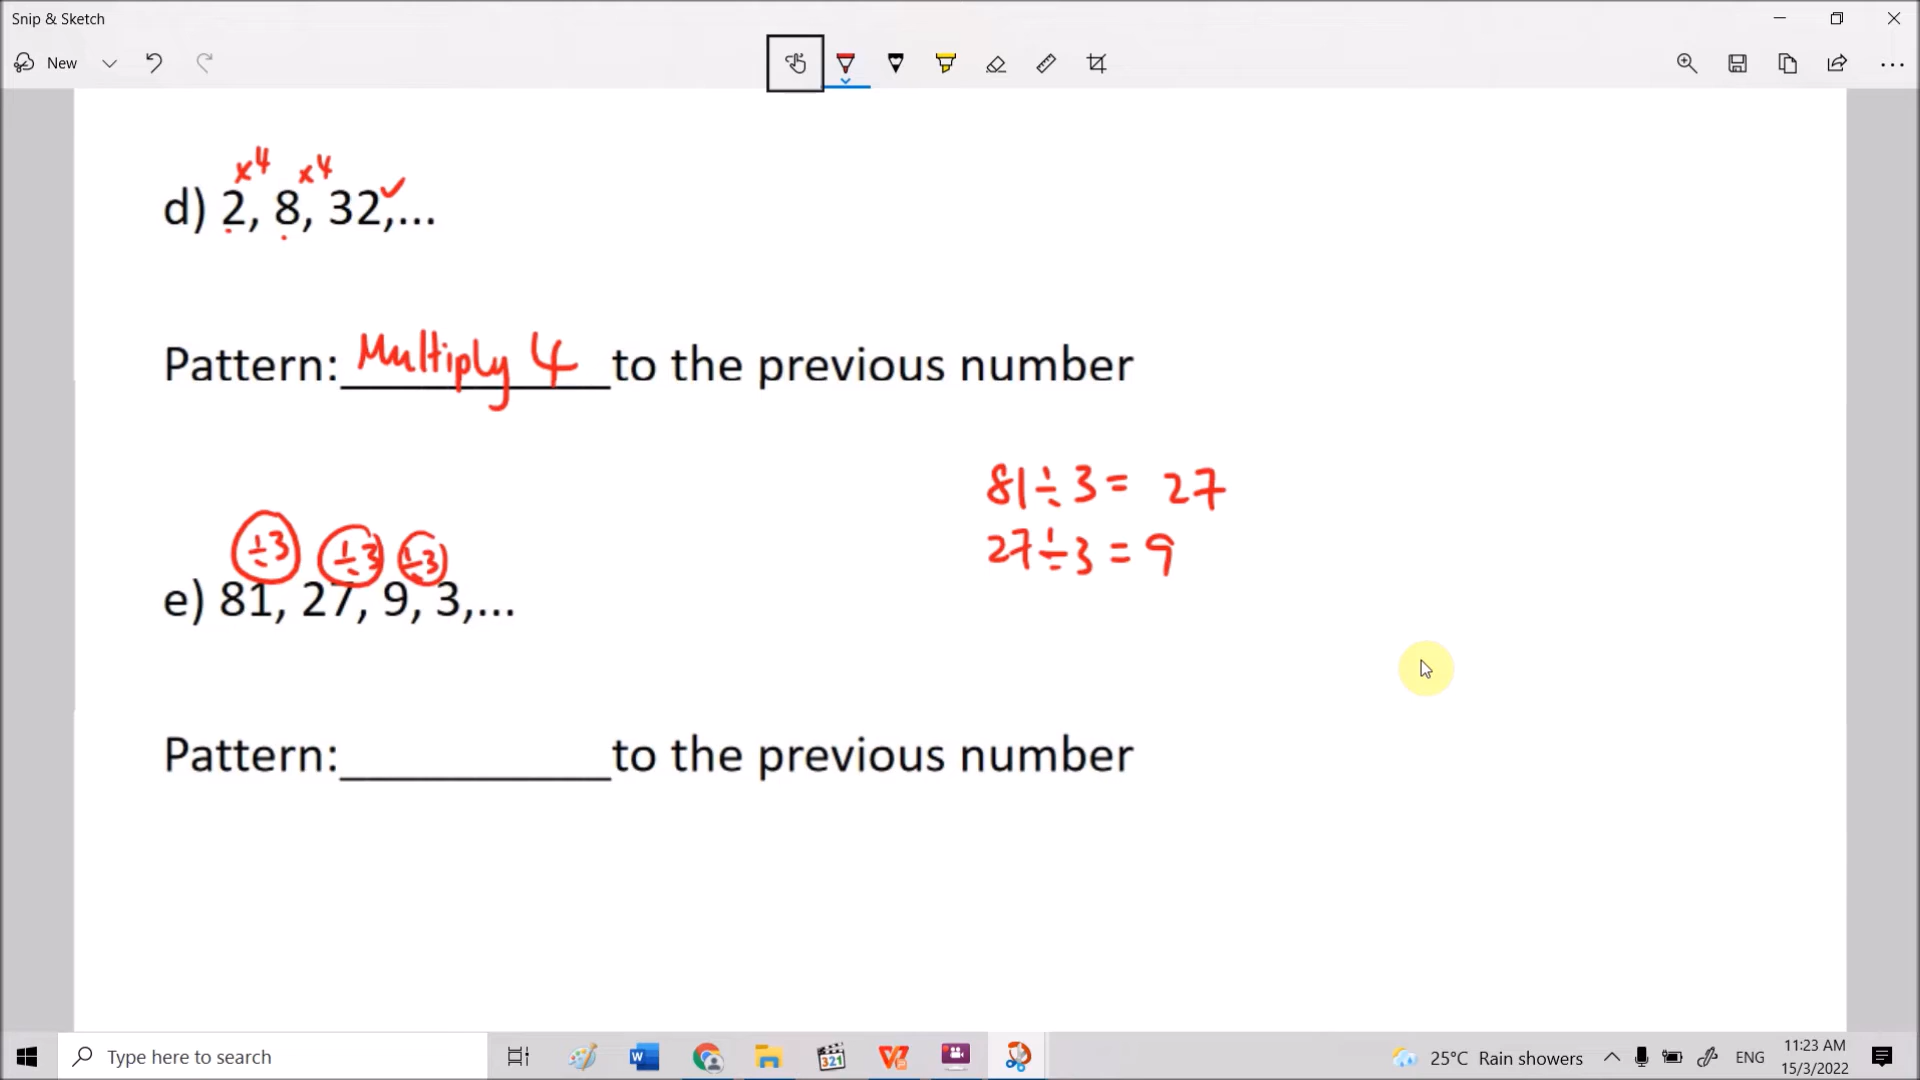 Snip & Sketch
New
x4 x4
d) 2, 8, 32,...
Pattern: Multiply 4 to the previous number
81÷3= 27
27÷3=9
÷3 ÷3 ÷3
e) 81, 27, 9, 3,...
Pattern:___________to the previous number
Type here to search
321
25°C Rain showers
ENG
11:23 AM
15/3/2022